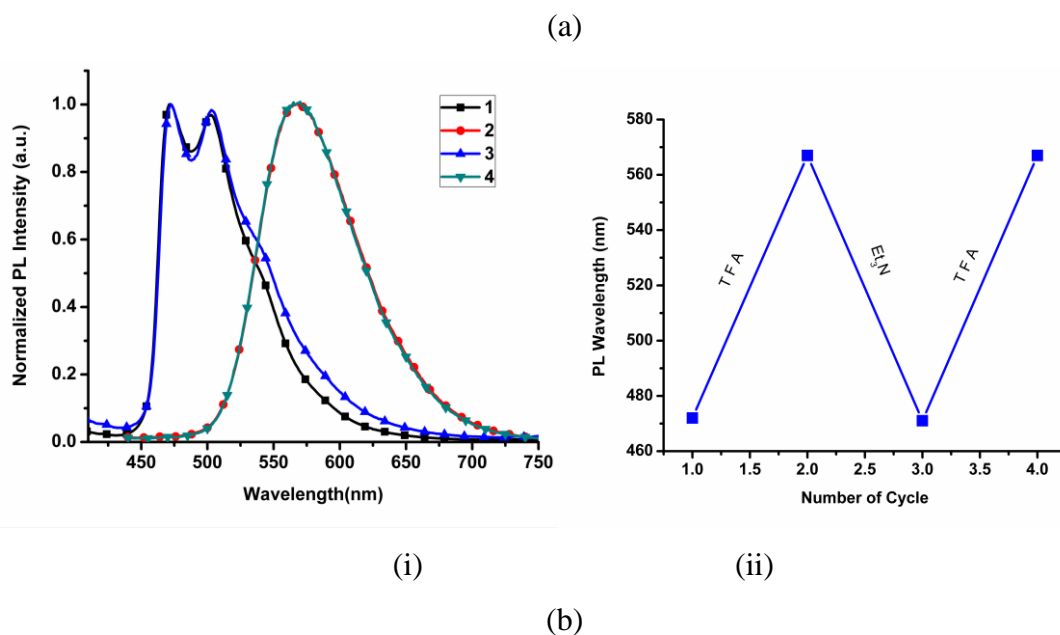 (a)
Normalized PL Intensity (a.u.)
1.0
0.8
0.6
0.4
0.2
0.0
1
2
3
4
450 500 550 600 650 700 750
Wavelength(nm)
PL Wavelength (nm)
580
560
540
520
500
480
460
TFA
Et3N
TFA
1.0 1.5 2.0 2.5 3.0 3.5 4.0
Number of Cycle
(i) (ii)
(b)